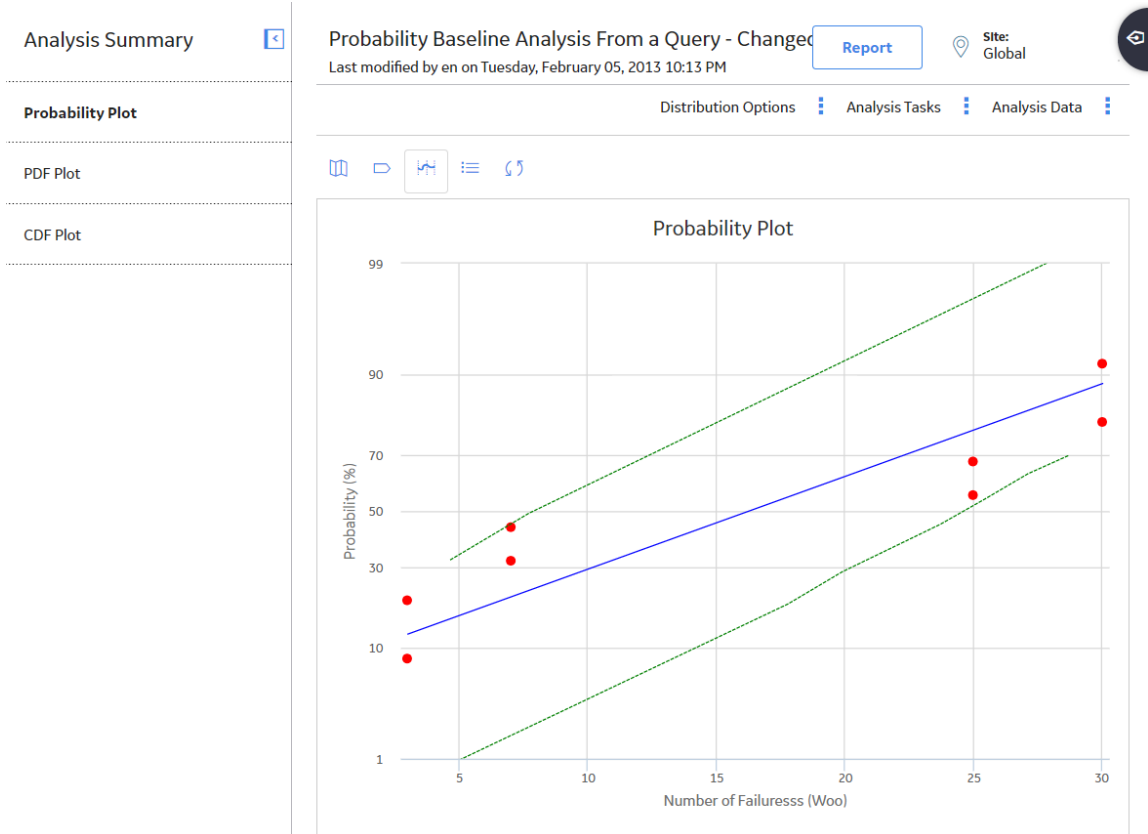 Analysis Summary
Probability Plot
PDF Plot
CDF Plot
Probability Baseline Analysis From a Query - Changed
Last modified by en on Tuesday, February 05, 2013 10:13 PM
Report
Site:
Global
Distribution Options
Analysis Tasks
Analysis Data
Probability Plot
99
90
70
50
30
10
1
Probability (%)
5
10
15
20
25
30
Number of Failuresss (Woo)